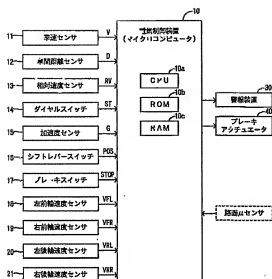 10
性能制御装置
(マイクロコンピュータ)
11 車速センサ V
12 車間距離センサ D
13 相対速度センサ RV
14 ダイヤルスイッチ ST
15 加速度センサ G
16 シフトレバースイッチ POS
17 ブレーキスイッチ STOP
18 左前輪速度センサ VFL
19 右前輪速度センサ VFR
20 左後輪速度センサ VRL
21 右後輪速度センサ VRR
10a
CPU
10b
ROM
10c
RAM
30
警報装置
40
ブレーキ
アクチュエータ
路面μセンサ